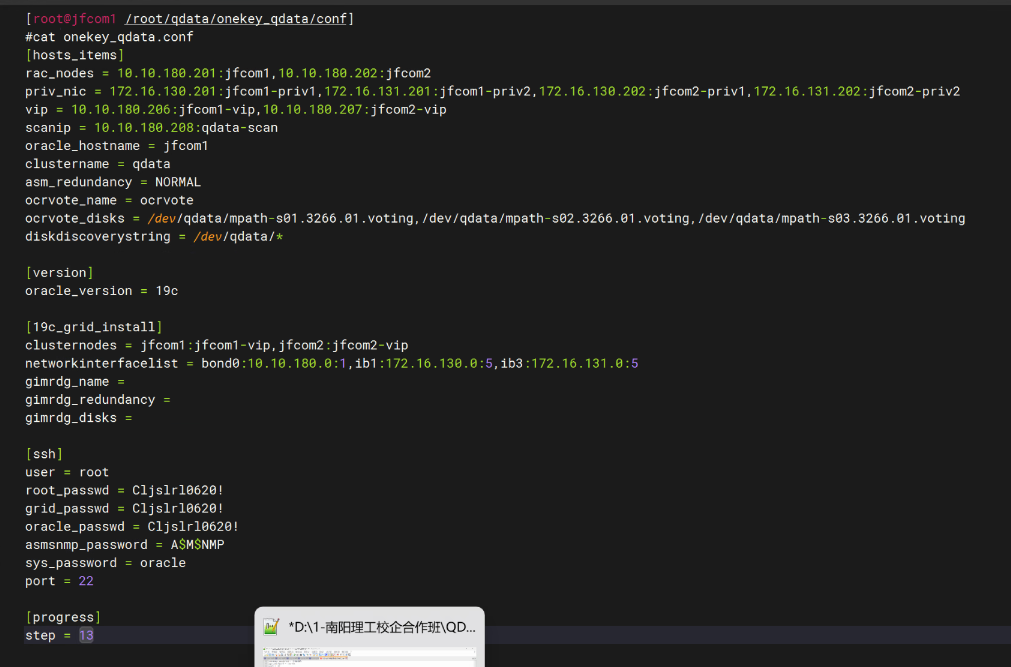 [root@jfcom1 /root/qdata/onekey_qdata/conf]
#cat onekey_qdata.conf
[hosts_items]
rac_nodes = 10.10.180.201:jfcom1,10.10.180.202:jfcom2
priv_nic = 172.16.130.201:jfcom1-priv1,172.16.131.201:jfcom1-priv2,172.16.130.202:jfcom2-priv1,172.16.131.202:jfcom2-priv2
vip = 10.10.180.206:jfcom1-vip,10.10.180.207:jfcom2-vip
scanip = 10.10.180.208:qdata-scan
oracle_hostname = jfcom1
clustername = qdata
asm_redundancy = NORMAL
ocrvote_name = ocrvote
ocrvote_disks = /dev/qdata/mpath-s01.3266.01.voting,/dev/qdata/mpath-s02.3266.01.voting,/dev/qdata/mpath-s03.3266.01.voting
diskdiscoverystring = /dev/qdata/*
[version]
oracle_version = 19c
[19c_grid_install]
clusternodes = jfcom1:jfcom1-vip,jfcom2:jfcom2-vip
networkinterfacelist = bond0:10.10.180.0:1,ib1:172.16.130.0:5,ib3:172.16.131.0:5
gimrdg_name =
gimrdg_redundancy =
gimrdg_disks =
[ssh]
user = root
root_passwd = Cljslrl0620!
grid_passwd = Cljslrl0620!
oracle_passwd = Cljslrl0620!
asmsnmp_password = A$M$NMP
sys_password = oracle
port = 22
[progress]
step = 13
*D:\1-南阳理工校企合作班\QD...